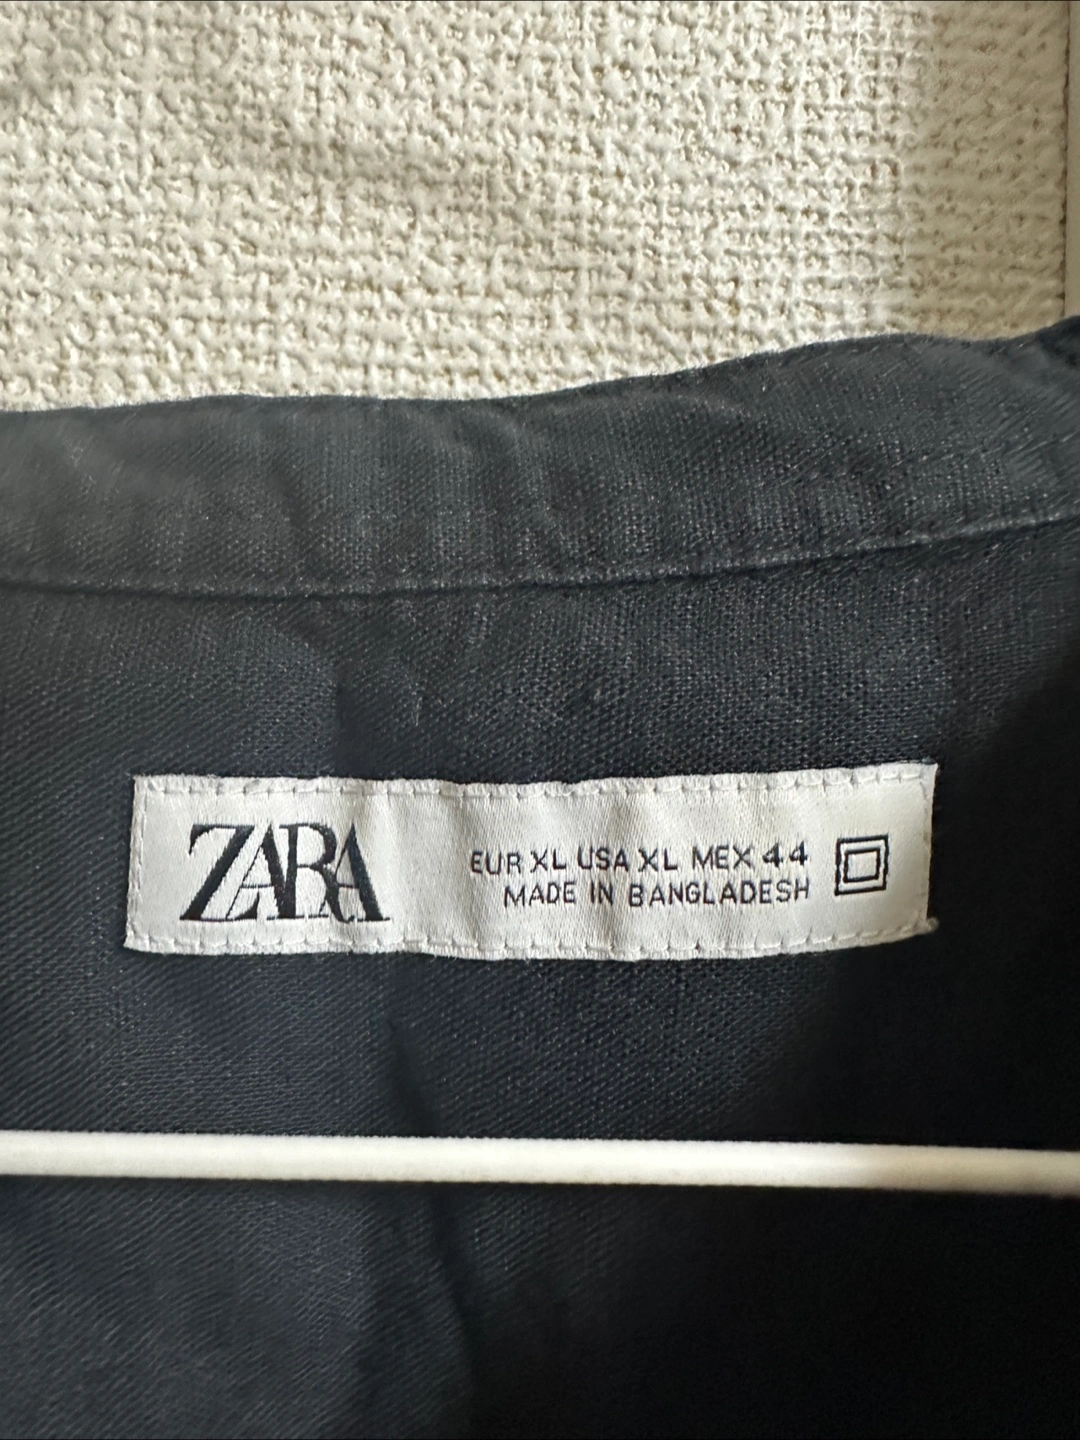 ZARA
EUR XL USA XL MEX 44
MADE IN BANGLADESH